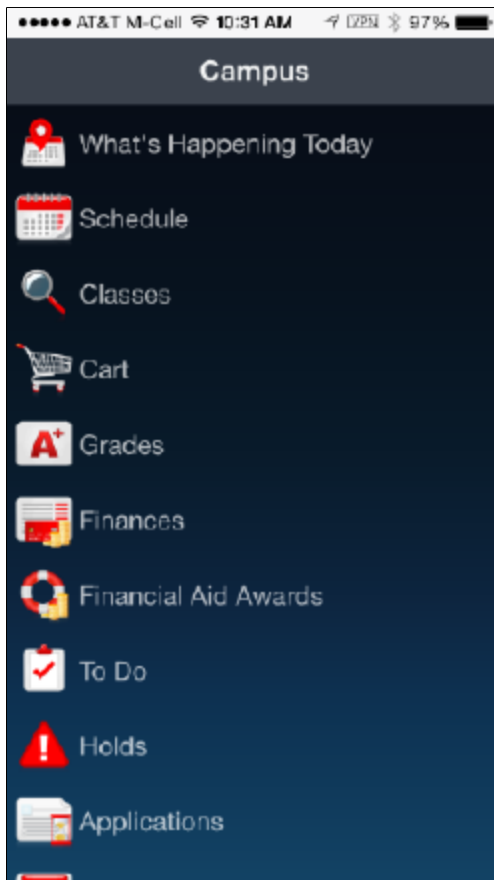 AT&T M-Cell 10:31 AM VPN 97%
Campus
What's Happening Today
Schedule
Classes
Cart
A+ Grades
Finances
Financial Aid Awards
To Do
Holds
Applications